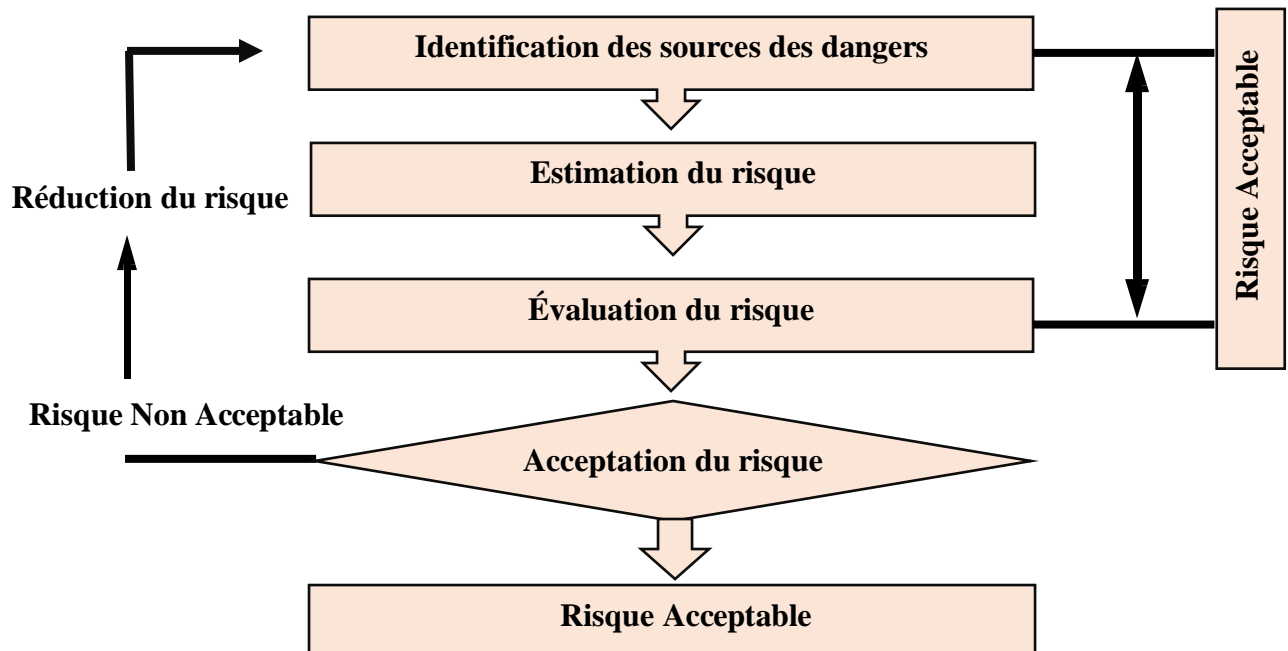 Identification des sources des dangers
Estimation du risque
Réduction du risque
Évaluation du risque
Risque Acceptable
Risque Non Acceptable
Acceptation du risque
Risque Acceptable